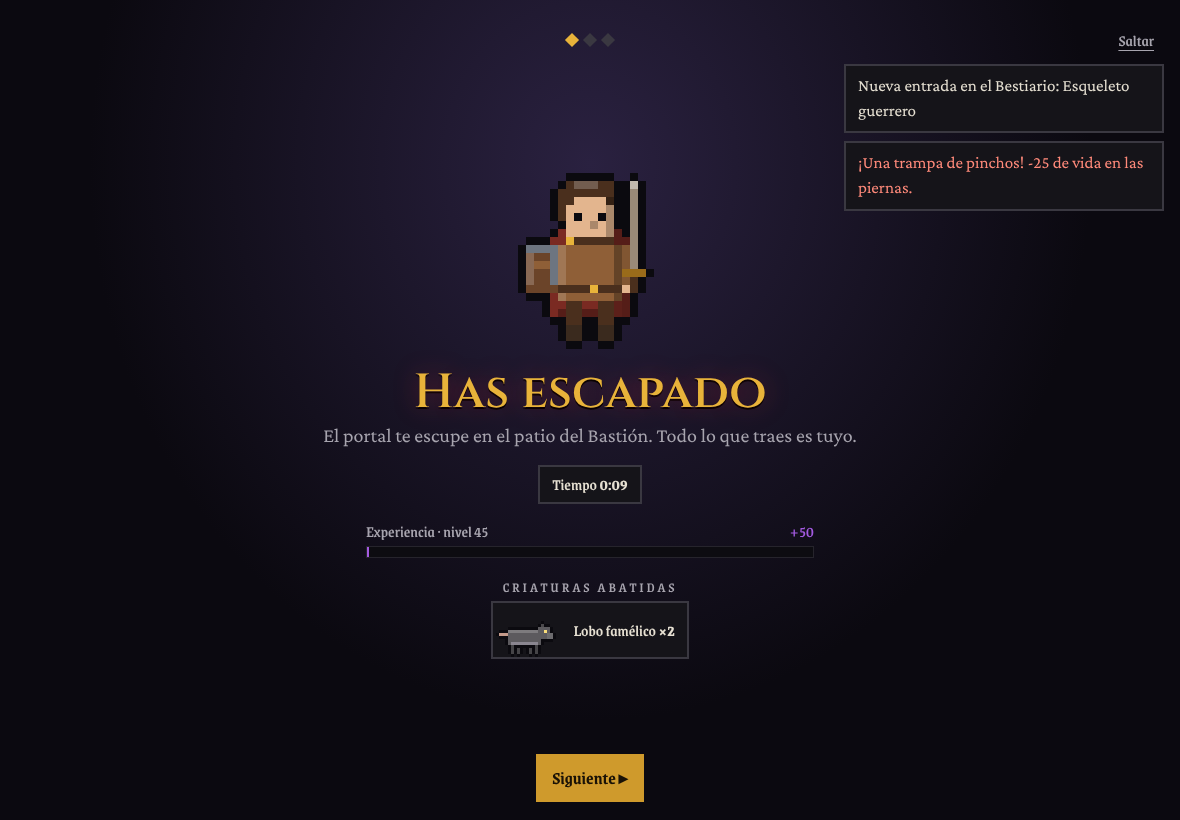 Saltar
Nueva entrada en el Bestiario: Esqueleto
guerrero
¡Una trampa de pinchos! -25 de vida en las
piernas.
Has escapado
El portal te escupe en el patio del Bastión. Todo lo que traes es tuyo.
Tiempo 0:09
Experiencia · nivel 45 +50
CRIATURAS ABATIDAS
Lobo famélico ×2
Siguiente ▶